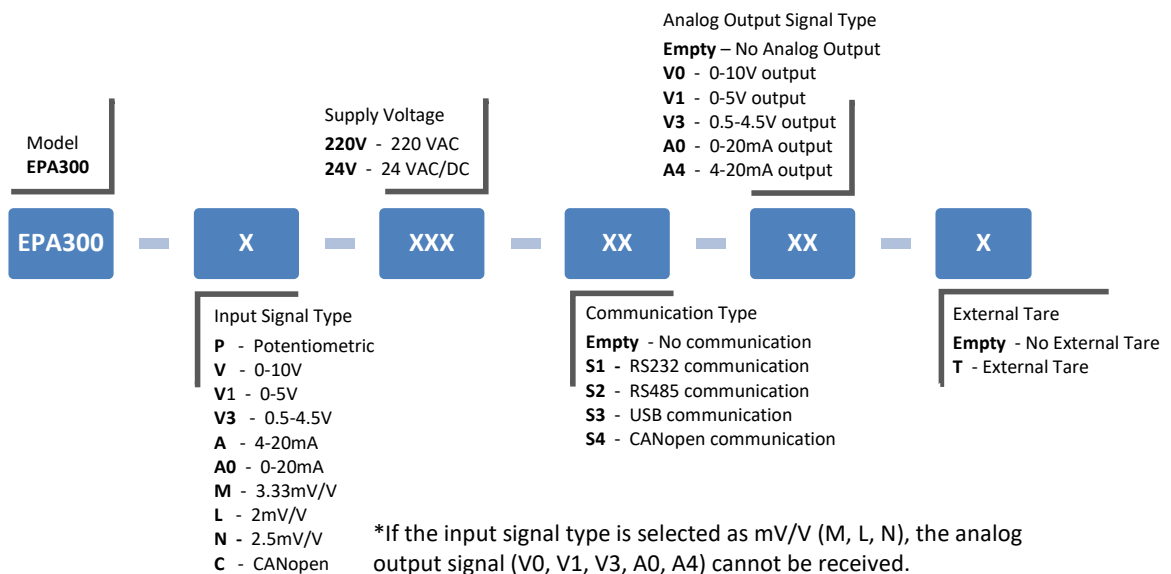 Analog Output Signal Type
Empty – No Analog Output
V0 - 0-10V output
V1 - 0-5V output
V3 - 0.5-4.5V output
A0 - 0-20mA output
A4 - 4-20mA output
Supply Voltage
220V - 220 VAC
24V - 24 VAC/DC
Model
EPA300
EPA300 - X - XXX - XX - XX - X
Input Signal Type
P - Potentiometric
V - 0-10V
V1 - 0-5V
V3 - 0.5-4.5V
A - 4-20mA
A0 - 0-20mA
M - 3.33mV/V
L - 2mV/V
N - 2.5mV/V
C - CANopen
Communication Type
Empty - No communication
S1 - RS232 communication
S2 - RS485 communication
S3 - USB communication
S4 - CANopen communication
External Tare
Empty - No External Tare
T - External Tare
*If the input signal type is selected as mV/V (M, L, N), the analog
output signal (V0, V1, V3, A0, A4) cannot be received.